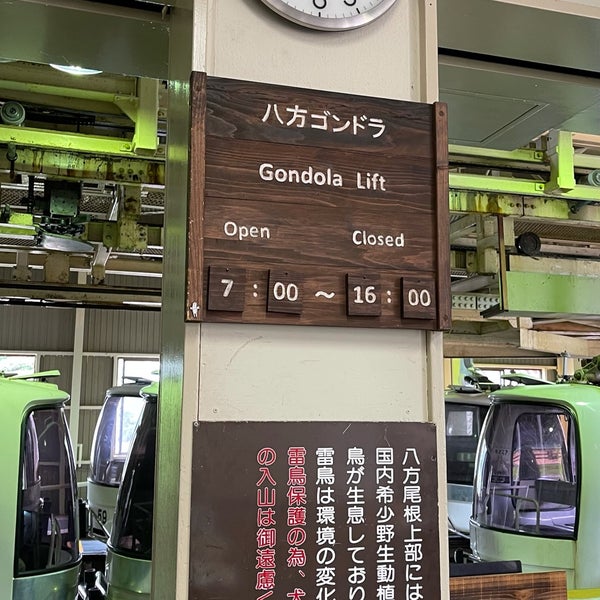 八方ゴンドラ
Gondola Lift
Open Closed
7 : 00 ～ 16 : 00
八方尾根上部には
国内希少野生動植
鳥が生息しており
雷鳥は環境の変化
雷鳥保護の為、犬
の入山は御遠慮く
59